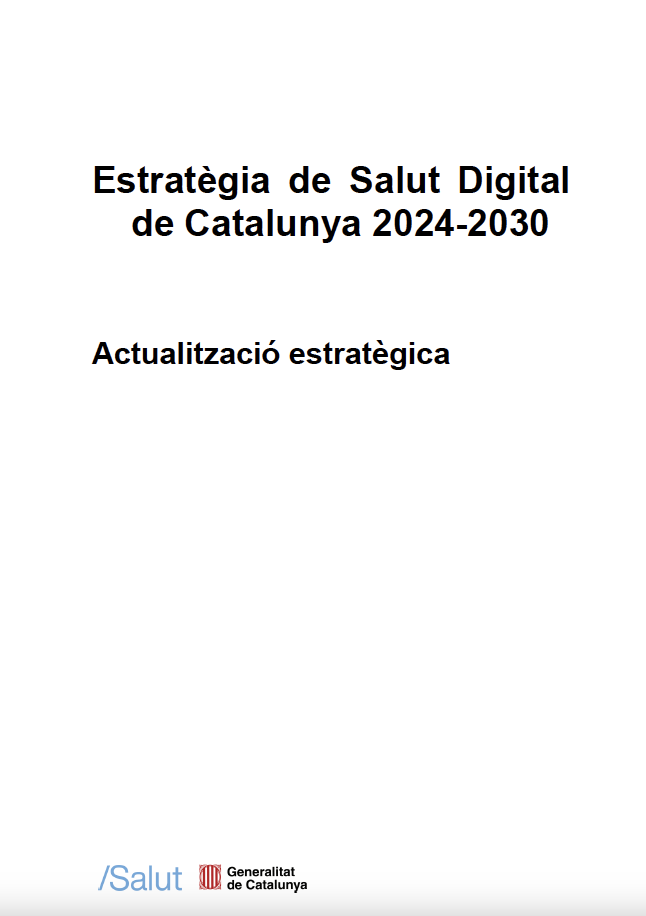 Estratègia de Salut Digital
de Catalunya 2024-2030
Actualització estratègica
/Salut
Generalitat
de Catalunya